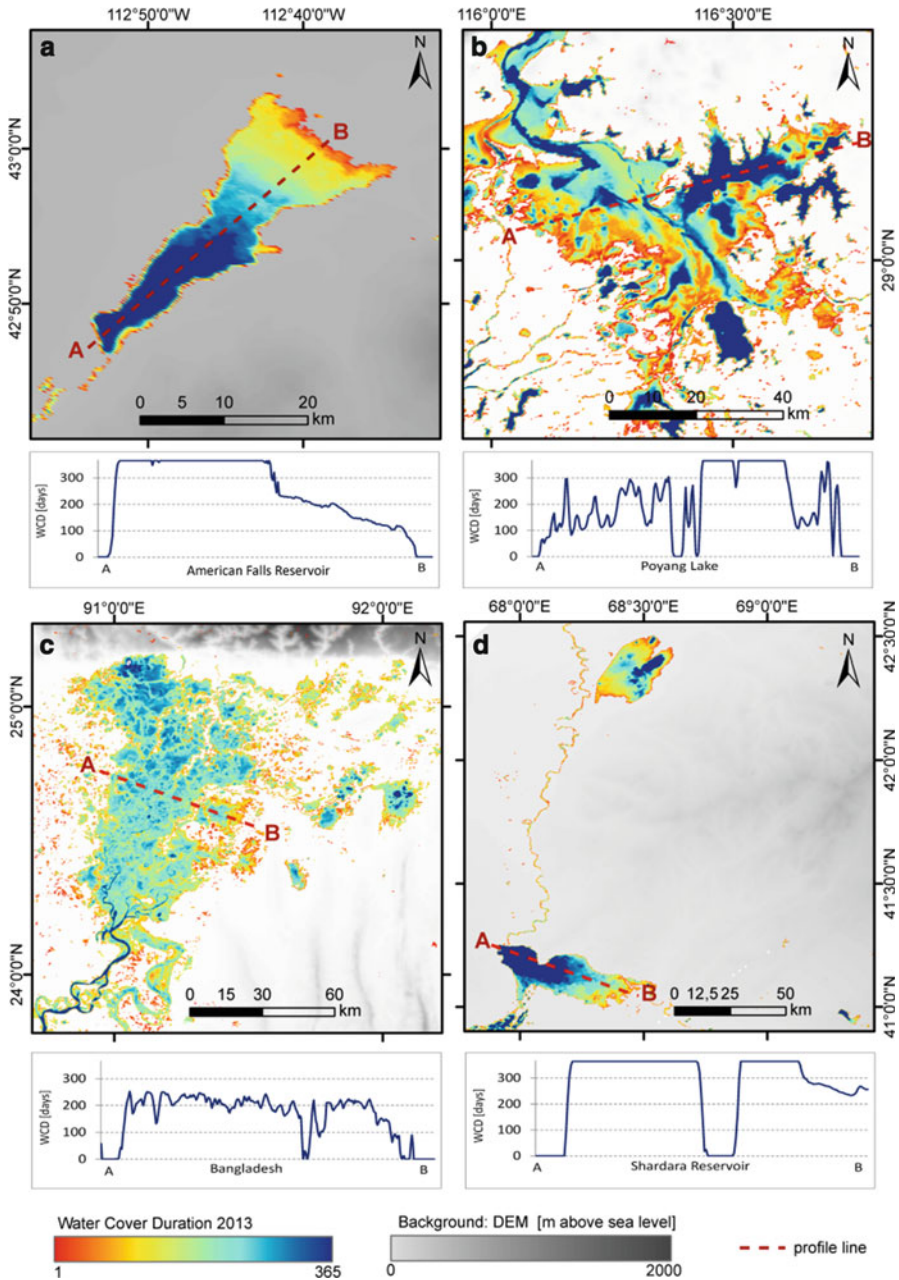 112°50'0"W 112°40'0"W
116°0'0"E 116°30'0"E
a
N
43°0'0"N
42°50'0"N
B
A
0 5 10 20
km
b
N
B
A
29°0'0"N
0 10 20 40
km
WCD [days]
300
200
100
0
A
American Falls Reservoir
B
WCD [days]
300
200
100
0
A
Poyang Lake
B
91°0'0"E 92°0'0"E
68°0'0"E 68°30'0"E 69°0'0"E
c
N
25°0'0"N
24°0'0"N
A
B
0 15 30 60
km
d
N
42°30'0"N
42°0'0"N
41°30'0"N
41°0'0"N
A
B
0 12,5 25 50
km
WCD [days]
300
200
100
0
A
Bangladesh
B
WCD [days]
300
200
100
0
A
Shardara Reservoir
B
Water Cover Duration 2013
1 365
Background: DEM [m above sea level]
0 2000
profile line